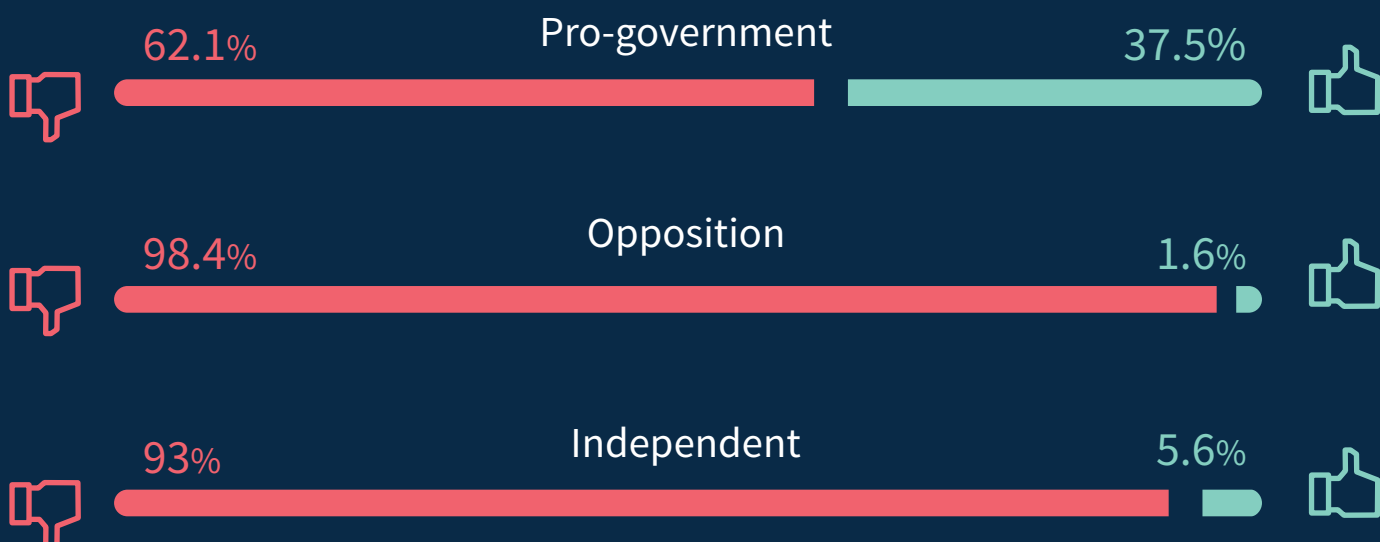 Pro-government
62.1% 37.5%
Opposition
98.4% 1.6%
Independent
93% 5.6%